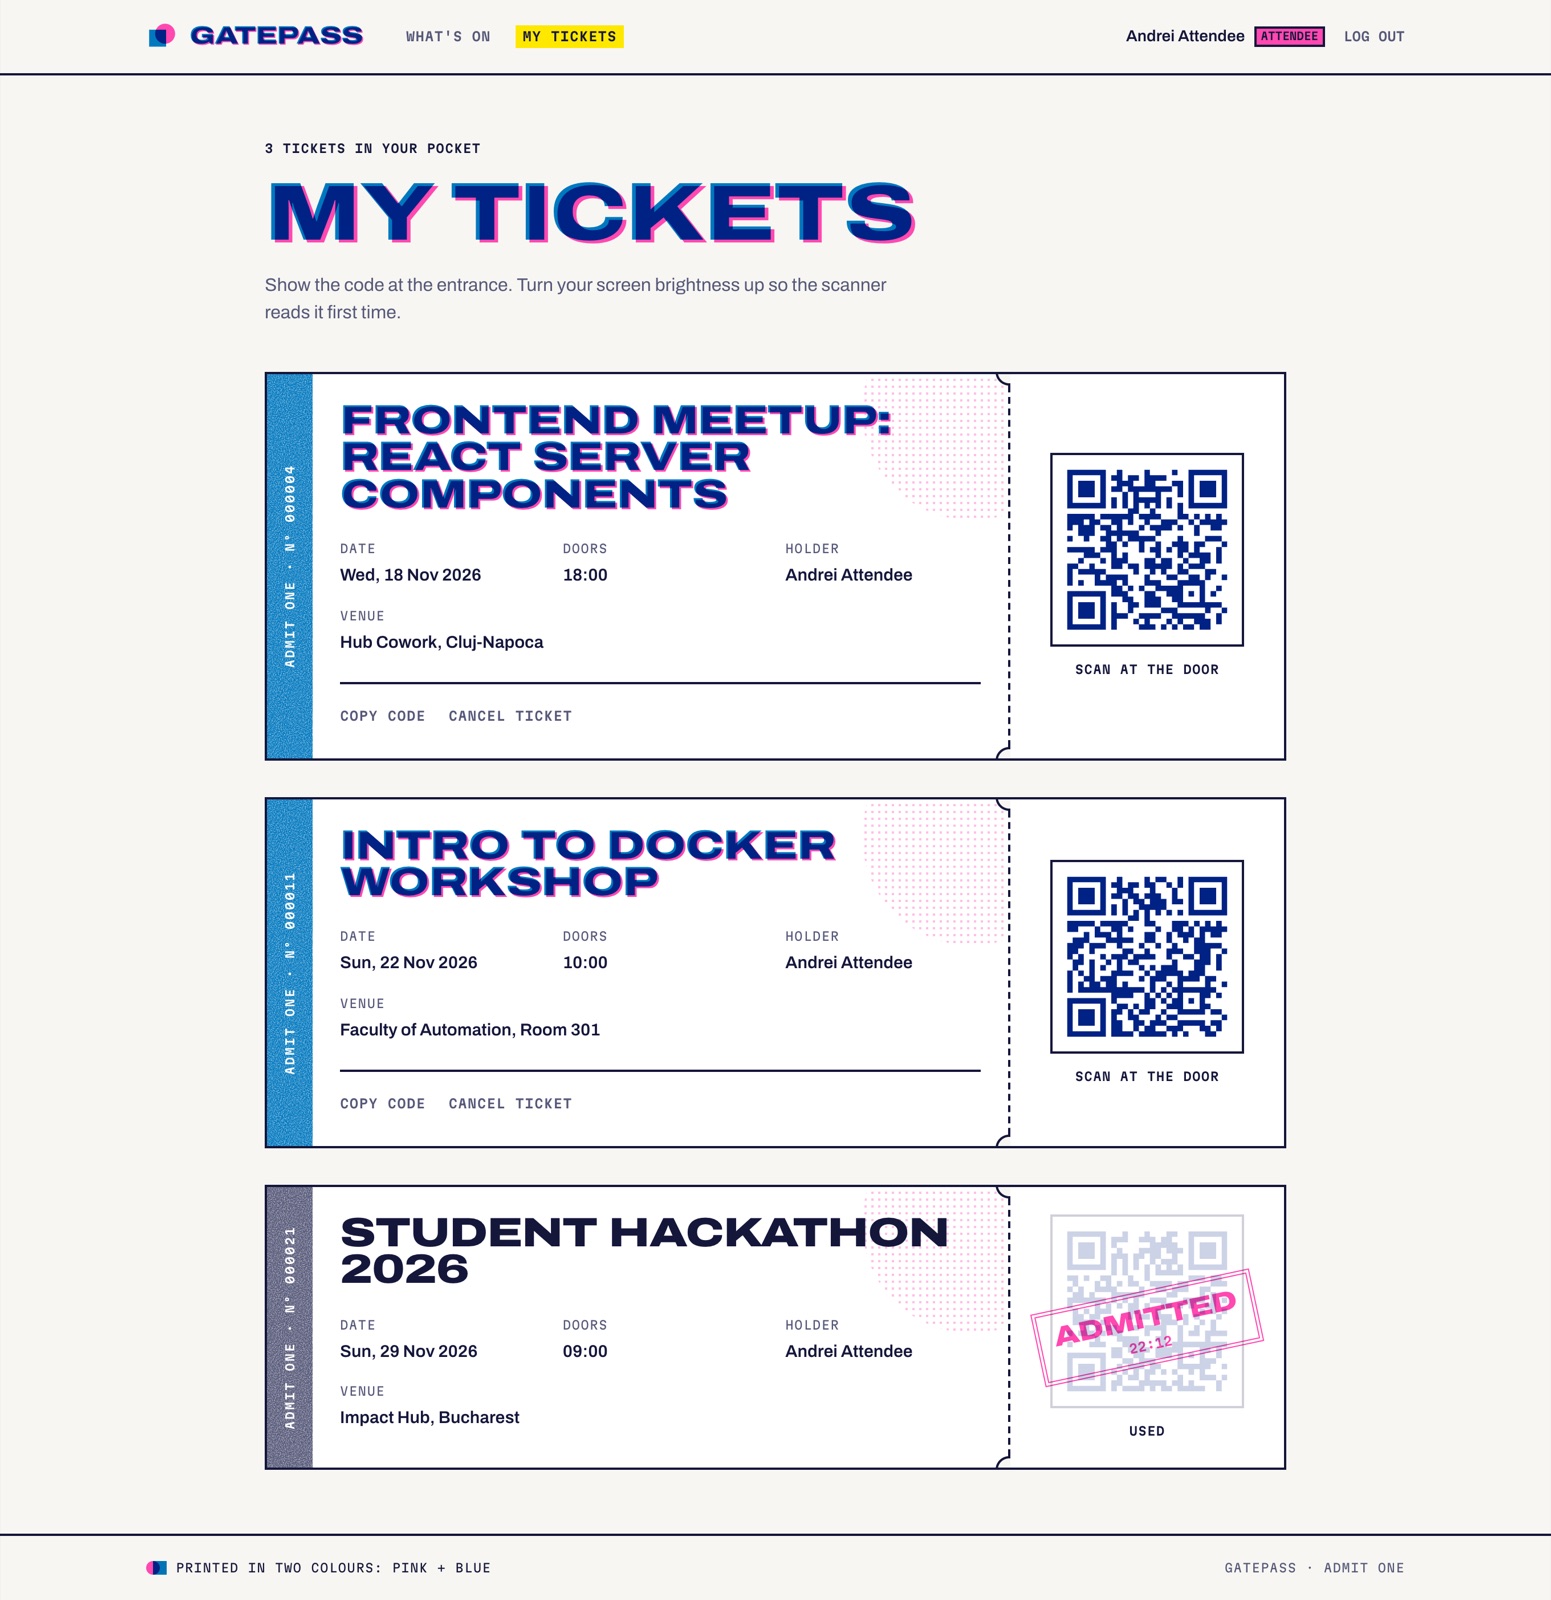 GATEPASS
WHAT'S ON
MY TICKETS
Andrei Attendee
ATTENDEE
LOG OUT
3 TICKETS IN YOUR POCKET
MY TICKETS
Show the code at the entrance. Turn your screen brightness up so the scanner
reads it first time.
ADMIT ONE · N° 000004
FRONTEND MEETUP:
REACT SERVER
COMPONENTS
DATE
DOORS
HOLDER
Wed, 18 Nov 2026
18:00
Andrei Attendee
VENUE
Hub Cowork, Cluj-Napoca
COPY CODE
CANCEL TICKET
SCAN AT THE DOOR
ADMIT ONE · N° 000011
INTRO TO DOCKER
WORKSHOP
DATE
DOORS
HOLDER
Sun, 22 Nov 2026
10:00
Andrei Attendee
VENUE
Faculty of Automation, Room 301
COPY CODE
CANCEL TICKET
SCAN AT THE DOOR
ADMIT ONE · N° 000021
STUDENT HACKATHON
2026
DATE
DOORS
HOLDER
Sun, 29 Nov 2026
09:00
Andrei Attendee
VENUE
Impact Hub, Bucharest
ADMITTED
22:12
USED
PRINTED IN TWO COLOURS: PINK + BLUE
GATEPASS · ADMIT ONE